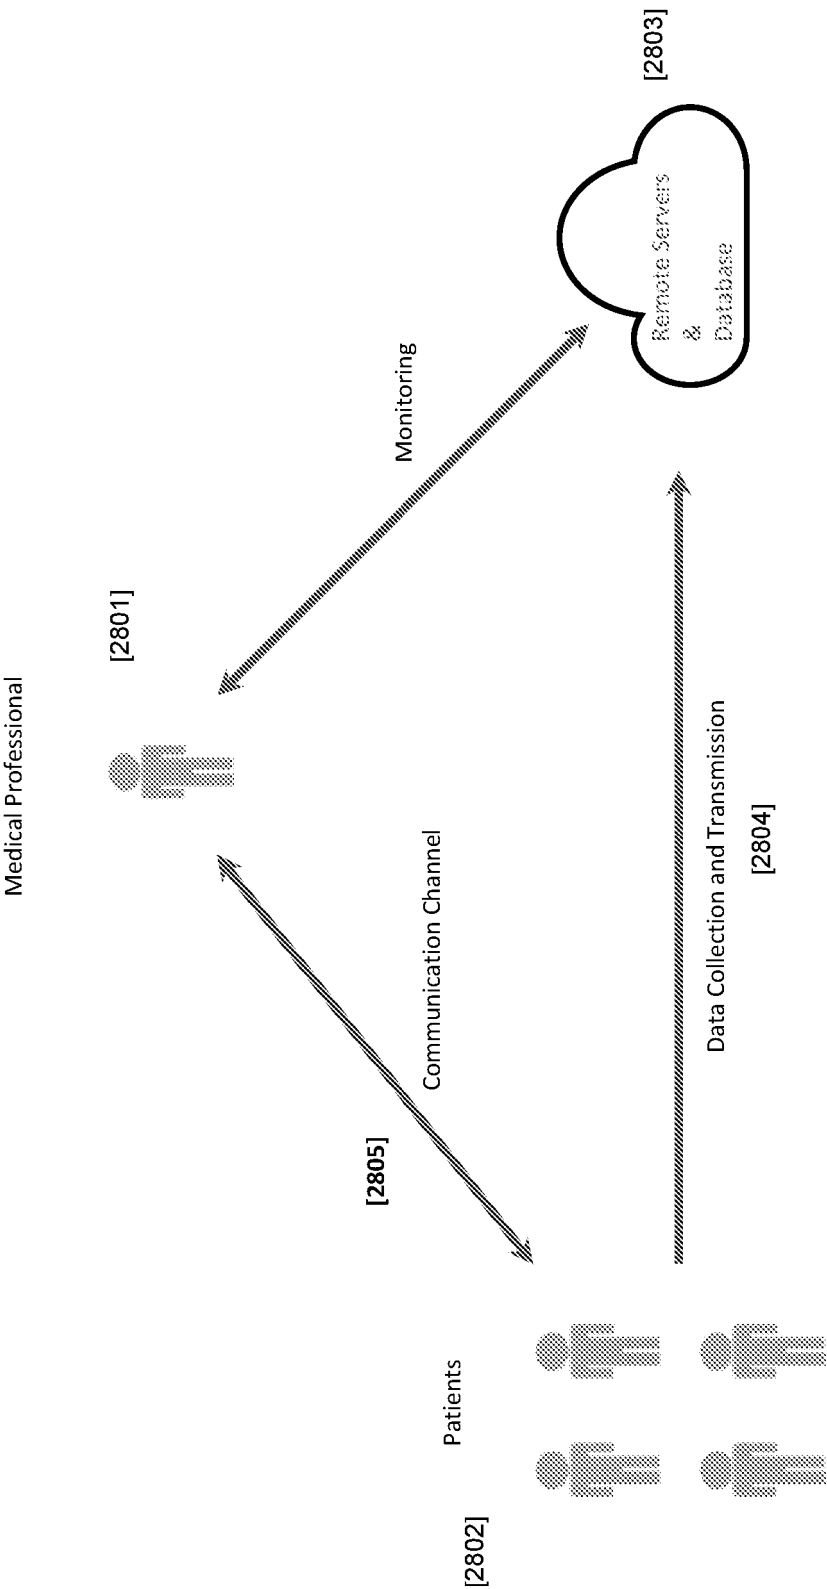 Medical Professional
[2801]
[2803]
Monitoring
Communication Channel
[2805]
Remote Servers
&
Database
Patients
[2802]
Data Collection and Transmission
[2804]